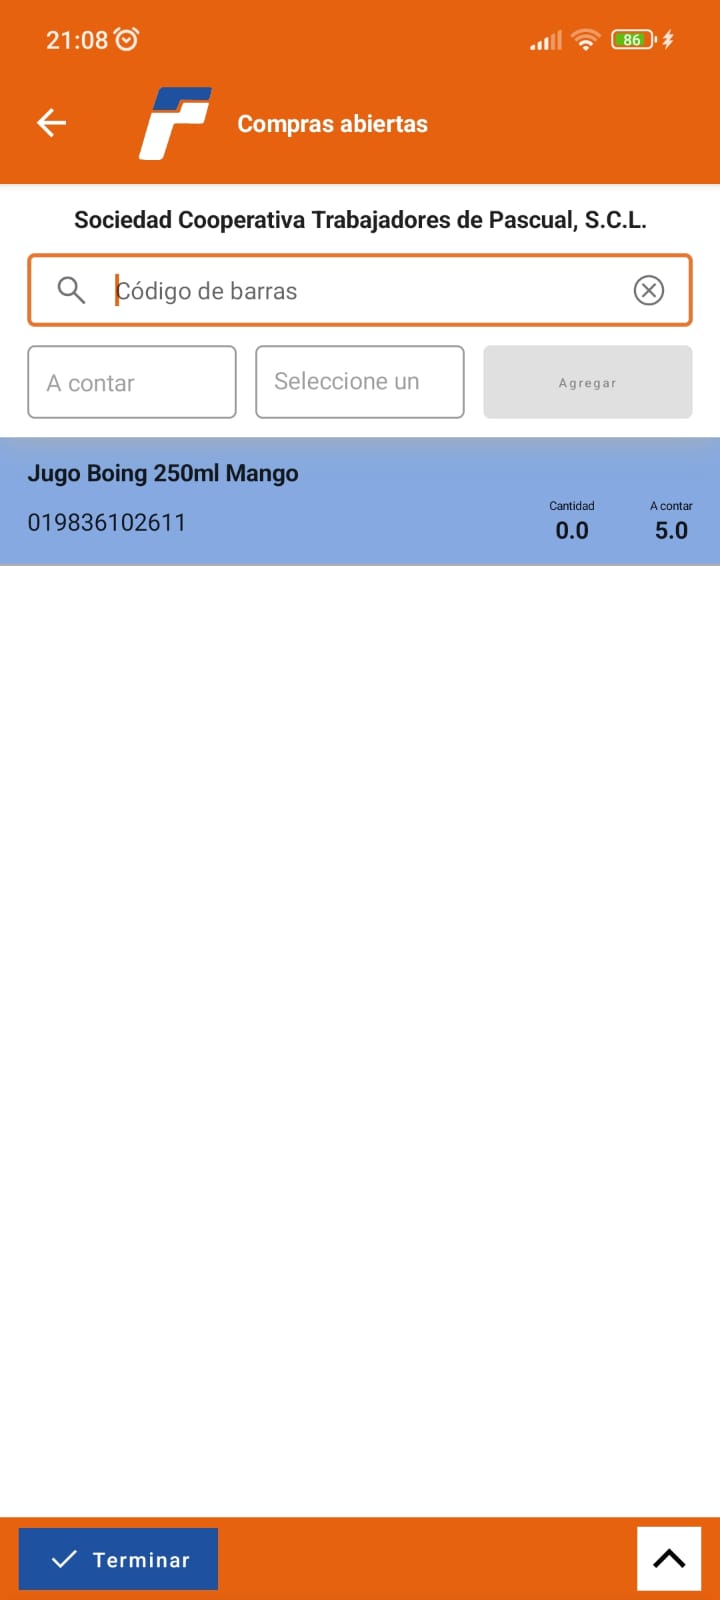 21:08
86
Compras abiertas
Sociedad Cooperativa Trabajadores de Pascual, S.C.L.
Código de barras
A contar
Seleccione un
Agregar
Jugo Boing 250ml Mango
019836102611
Cantidad
0.0
A contar
5.0
Terminar